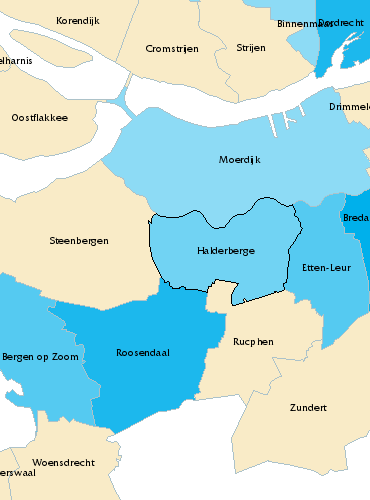 Korendijk
Binnenmaas
Dordrecht
Cromstrijen
Strijen
elharnis
Oostflakkee
Drimmele
Moerdijk
Steenbergen
Halderberge
Breda
Etten-Leur
Bergen op Zoom
Roosendaal
Rucphen
Zundert
Woensdrecht
erswaal